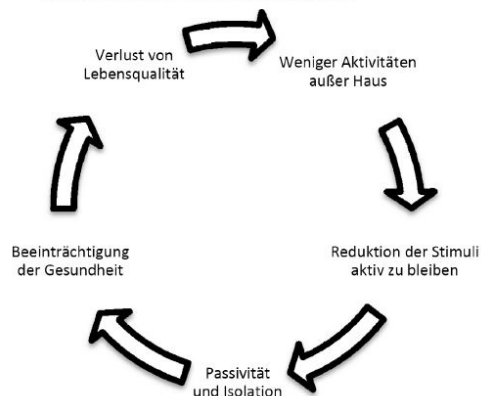 Verlust von
Lebensqualität
Weniger Aktivitäten
außer Haus
Reduktion der Stimuli
aktiv zu bleiben
Passivität
und Isolation
Beeinträchtigung
der Gesundheit